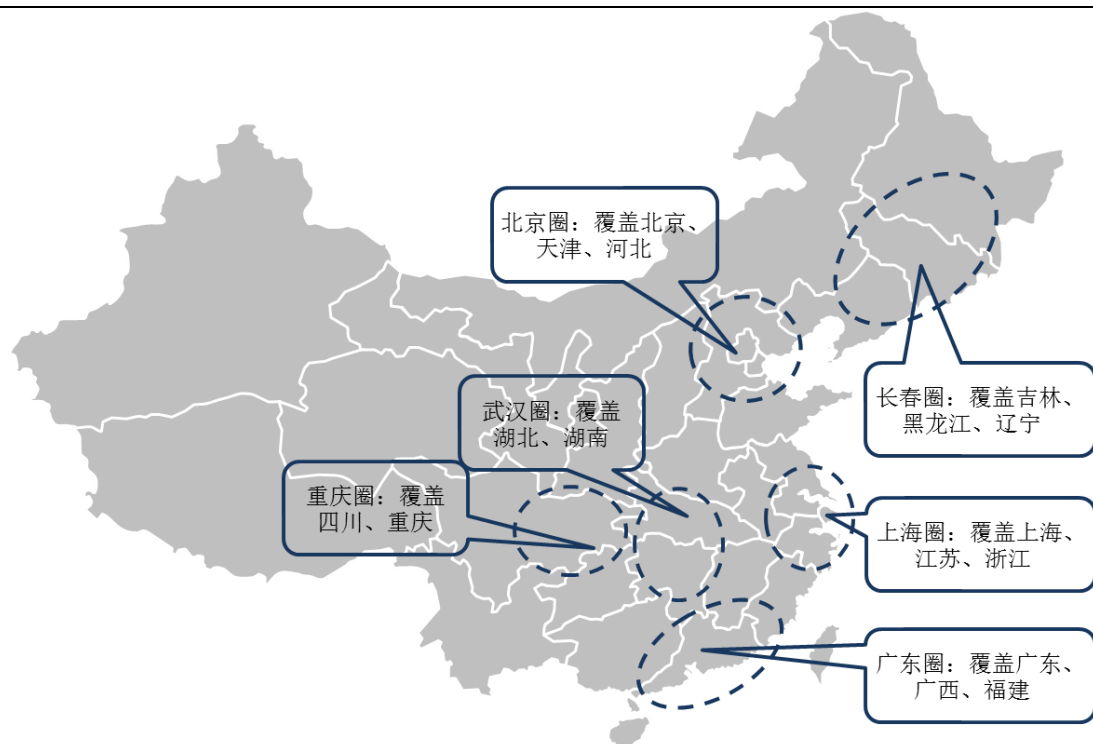 北京圈：覆盖北京、
天津、河北
武汉圈：覆盖
湖北、湖南
长春圈：覆盖吉林、
黑龙江、辽宁
重庆圈：覆盖
四川、重庆
上海圈：覆盖上海、
江苏、浙江
广东圈：覆盖广东、
广西、福建